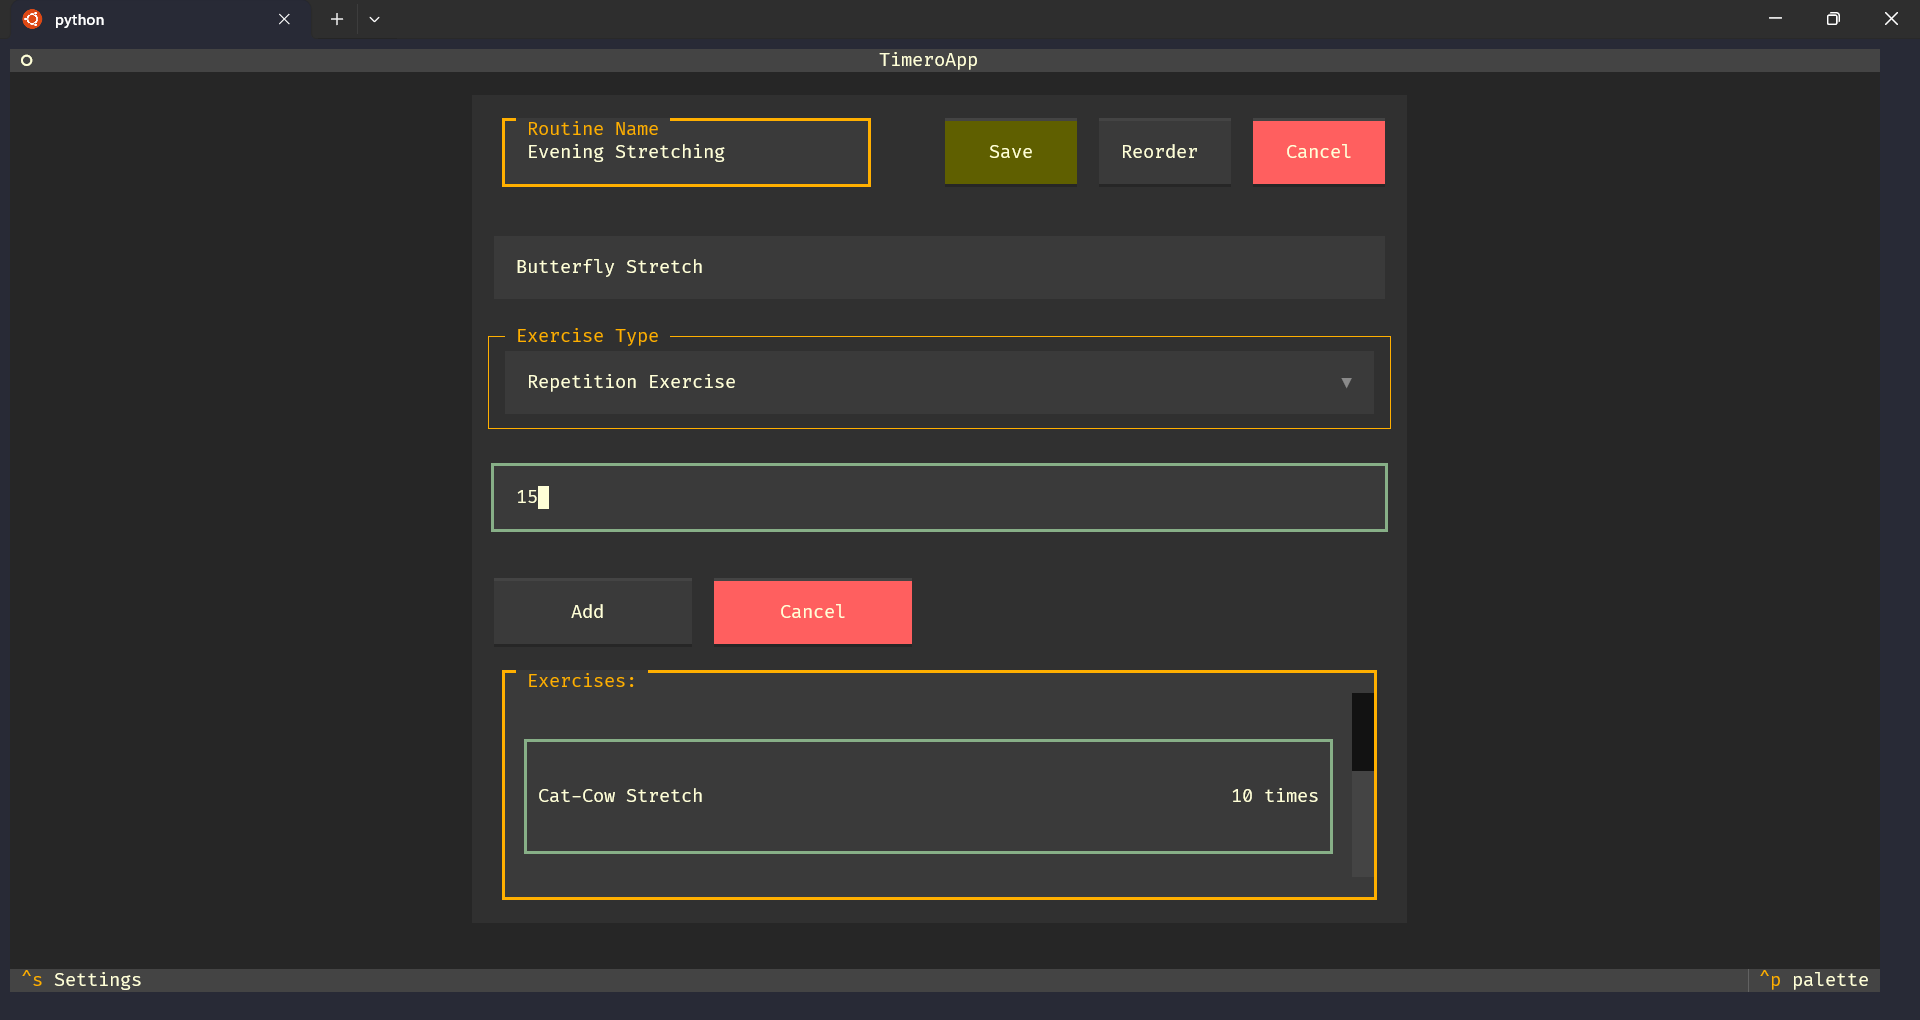 python
TimeroApp
Routine Name
Evening Stretching
Save
Reorder
Cancel
Butterfly Stretch
Exercise Type
Repetition Exercise
15
Add
Cancel
Exercises:
Cat-Cow Stretch 10 times
^s Settings
^p palette